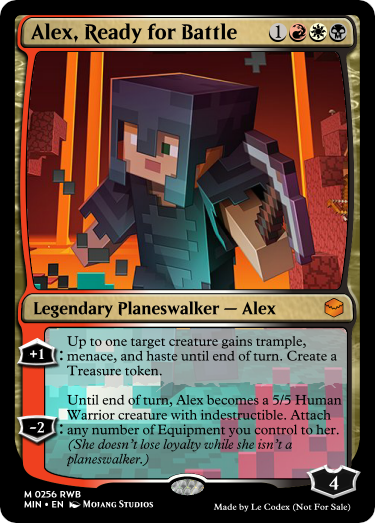 Alex, Ready for Battle 1
Legendary Planeswalker — Alex
+1: Up to one target creature gains trample,
menace, and haste until end of turn. Create a
Treasure token.
Until end of turn, Alex becomes a 5/5 Human
Warrior creature with indestructible. Attach
-2: any number of Equipment you control to her.
(She doesn't lose loyalty while she isn't a
planeswalker.)
4
M 0256 RWB
MIN • EN Mojang Studios
Made by Le Codex (Not For Sale)